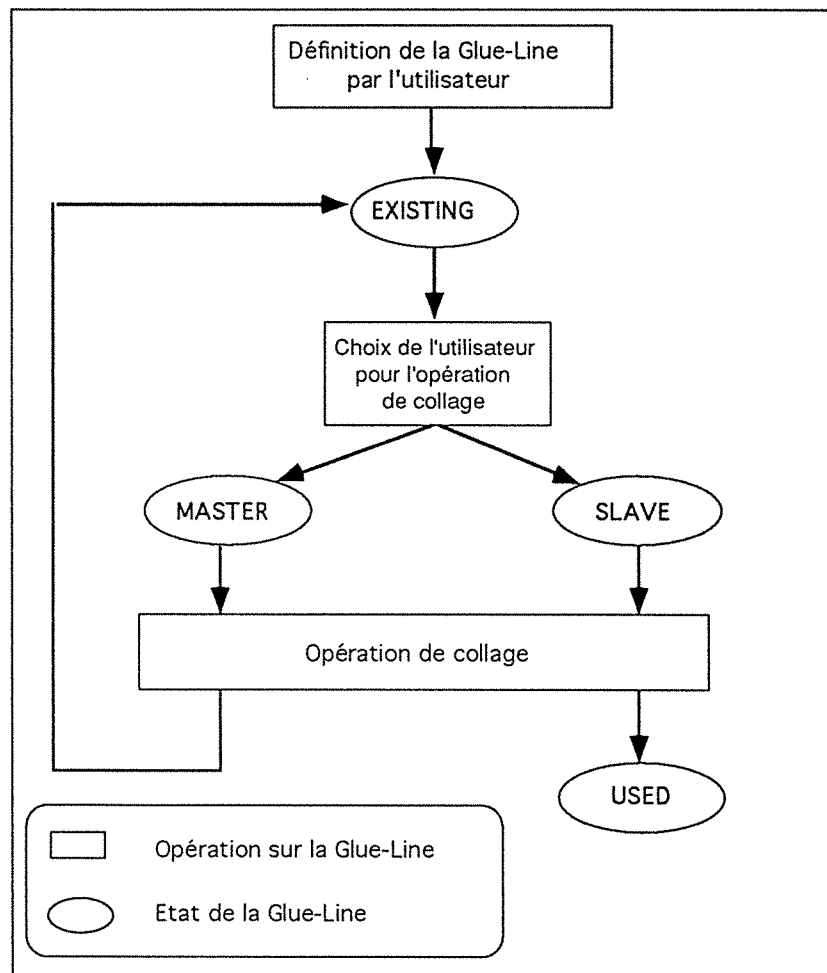 Définition de la Glue-Line
par l'utilisateur
EXISTING
Choix de l'utilisateur
pour l'opération
de collage
MASTER
SLAVE
Opération de collage
USED
Opération sur la Glue-Line
Etat de la Glue-Line